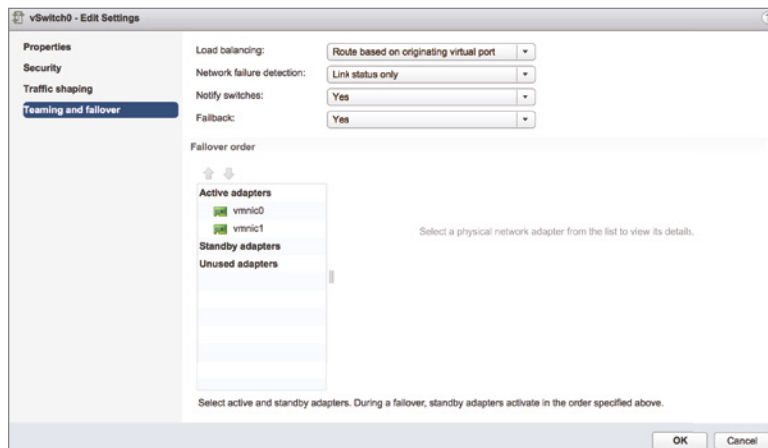 vSwitch0 - Edit Settings
Properties
Security
Traffic shaping
Teaming and failover
Load balancing: Route based on originating virtual port
Network failure detection: Link status only
Notify switches: Yes
Failback: Yes
Failover order
Active adapters
vmnic0
vmnic1
Standby adapters
Unused adapters
Select a physical network adapter from the list to view its details.
Select active and standby adapters. During a failover, standby adapters activate in the order specified above.
OK Cancel